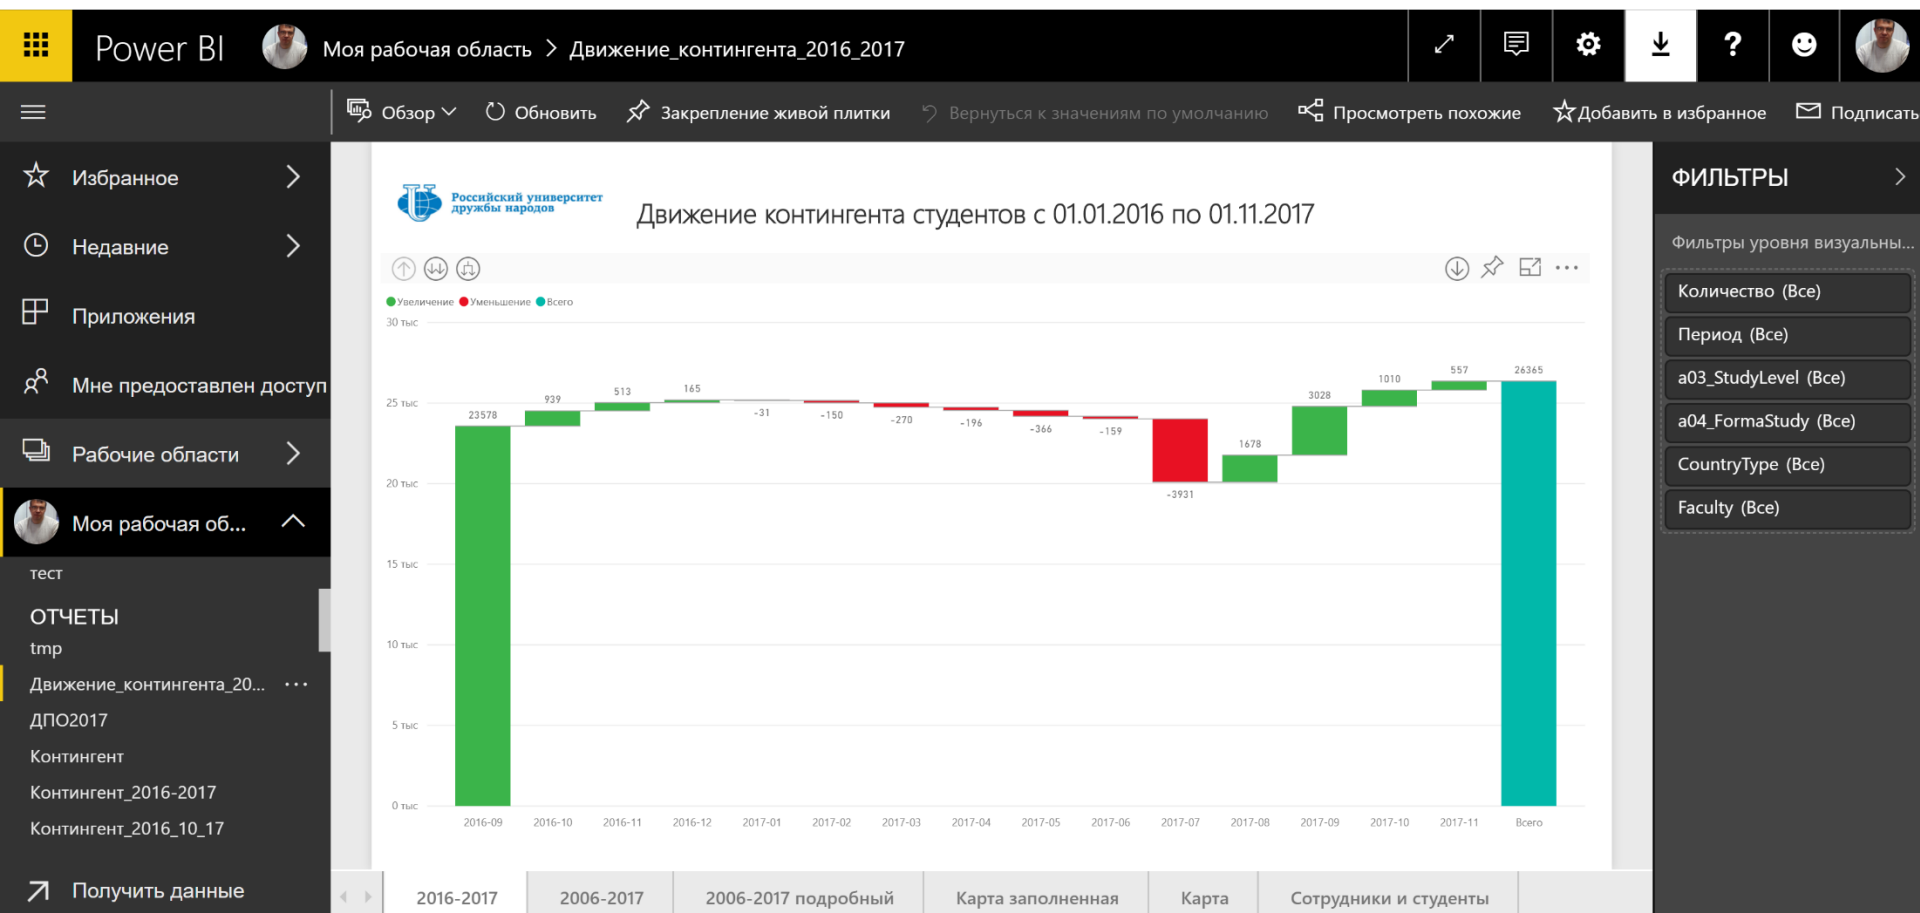 Power BI
Моя рабочая область > Движение_контингента_2016_2017
Обзор
Обновить
Закрепление живой плитки
Вернуться к значениям по умолчанию
Просмотреть похожие
Добавить в избранное
Подписать
Избранное
Недавние
Приложения
Мне предоставлен доступ
Рабочие области
Моя рабочая об...
тест
ОТЧЕТЫ
tmp
Движение_контингента_20... ...
ДПО2017
Контингент
Контингент_2016-2017
Контингент_2016_10_17
Получить данные
Российский университет
дружбы народов
Движение контингента студентов с 01.01.2016 по 01.11.2017
Увеличение Уменьшение Всего
30 тыс
25 тыс
20 тыс
15 тыс
10 тыс
5 тыс
0 тыс
23578
939
513
165
-31
-150
-270
-196
-366
-159
-3931
1678
3028
1010
557
26365
2016-09 2016-10 2016-11 2016-12 2017-01 2017-02 2017-03 2017-04 2017-05 2017-06 2017-07 2017-08 2017-09 2017-10 2017-11 Всего
2016-2017
2006-2017
2006-2017 подробный
Карта заполненная
Карта
Сотрудники и студенты
ФИЛЬТРЫ
Фильтры уровня визуальны...
Количество (Все)
Период (Все)
a03_StudyLevel (Все)
a04_FormaStudy (Все)
CountryType (Все)
Faculty (Все)